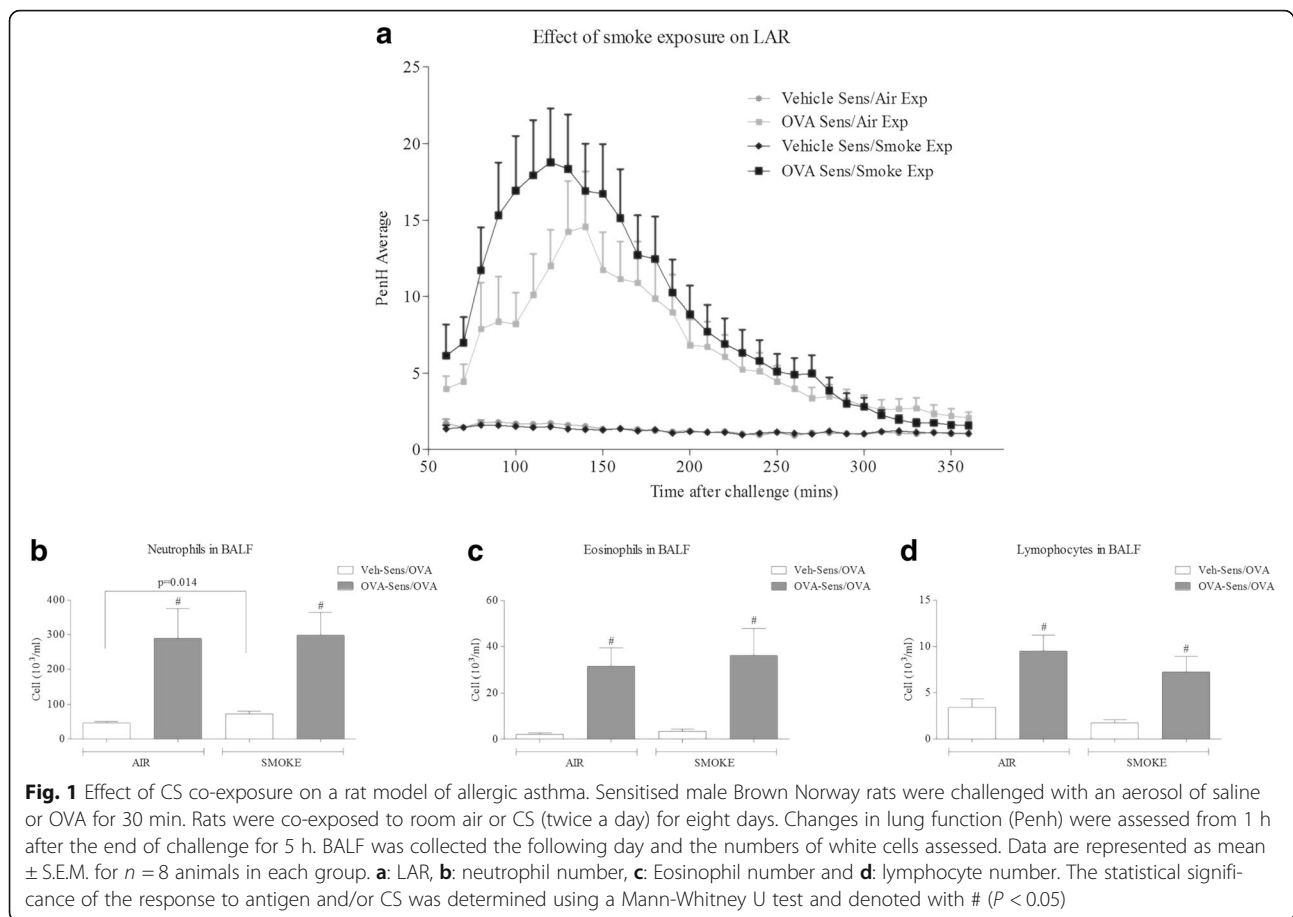 a
Effect of smoke exposure on LAR
25
20
15
10
5
0
PenH Average
Vehicle Sens/Air Exp
OVA Sens/Air Exp
Vehicle Sens/Smoke Exp
OVA Sens/Smoke Exp
50 100 150 200 250 300 350
Time after challenge (mins)
b
Neutrophils in BALF
Veh-Sens/OVA
OVA-Sens/OVA
p=0.014
# #
400
300
200
100
0
Cell (10^3/ml)
AIR SMOKE
c
Eosinophils in BALF
Veh-Sens/OVA
OVA-Sens/OVA
# #
60
40
20
0
Cell (10^3/ml)
AIR SMOKE
d
Lymophocytes in BALF
Veh-Sens/OVA
OVA-Sens/OVA
# #
15
10
5
0
Cell (10^3/ml)
AIR SMOKE
Fig. 1 Effect of CS co-exposure on a rat model of allergic asthma. Sensitised male Brown Norway rats were challenged with an aerosol of saline
or OVA for 30 min. Rats were co-exposed to room air or CS (twice a day) for eight days. Changes in lung function (Penh) were assessed from 1 h
after the end of challenge for 5 h. BALF was collected the following day and the numbers of white cells assessed. Data are represented as mean
± S.E.M. for n = 8 animals in each group. a: LAR, b: neutrophil number, c: Eosinophil number and d: lymphocyte number. The statistical signifi-
cance of the response to antigen and/or CS was determined using a Mann-Whitney U test and denoted with # (P < 0.05)